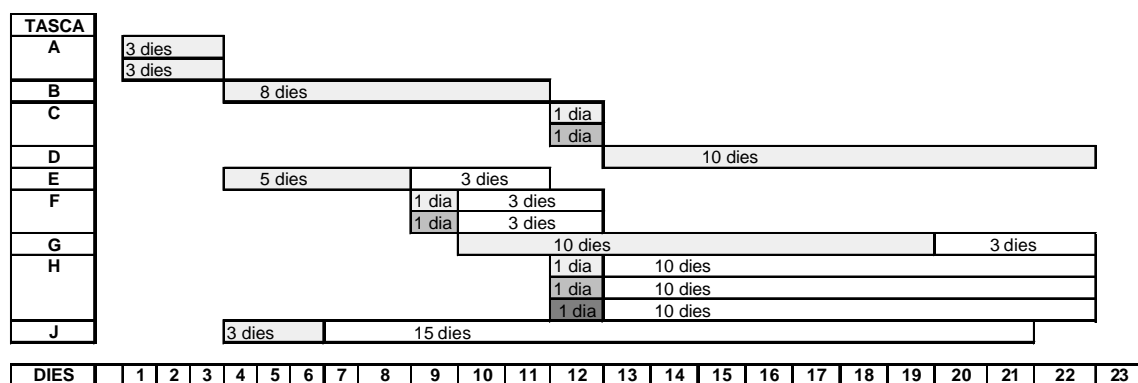 TASCA
A 3 dies
3 dies
B 8 dies
C 1 dia
1 dia
D 10 dies
E 5 dies 3 dies
F 1 dia 3 dies
1 dia 3 dies
G 10 dies 3 dies
H 1 dia 10 dies
1 dia 10 dies
1 dia 10 dies
J 3 dies 15 dies
DIES 1 2 3 4 5 6 7 8 9 10 11 12 13 14 15 16 17 18 19 20 21 22 23